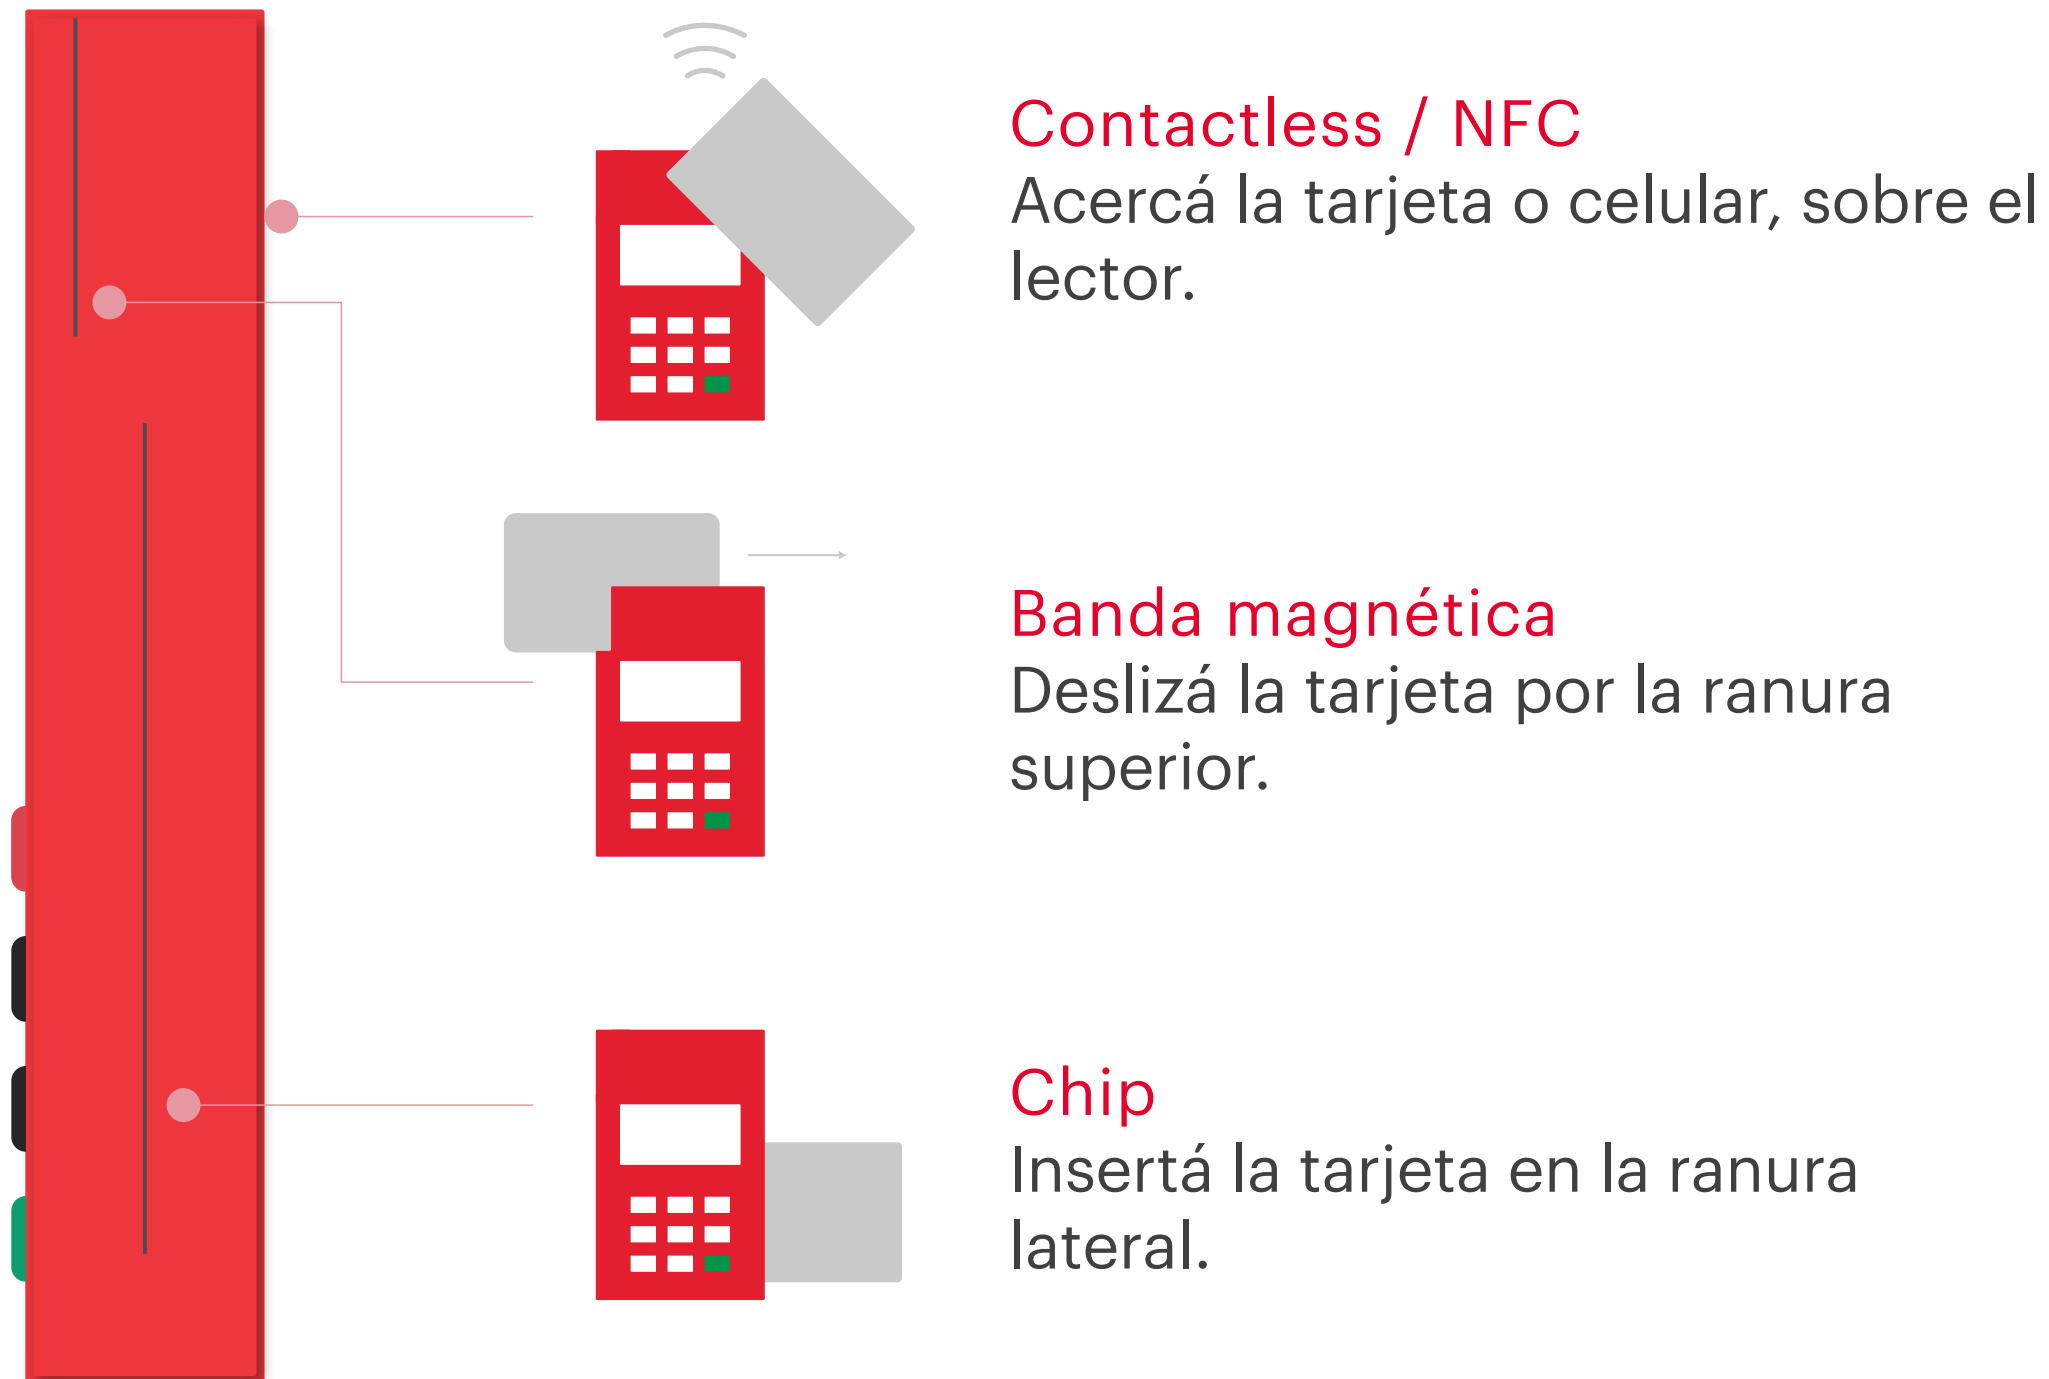 Contactless / NFC
Acercá la tarjeta o celular, sobre el
lector.
Banda magnética
Deslizá la tarjeta por la ranura
superior.
Chip
Insertá la tarjeta en la ranura
lateral.